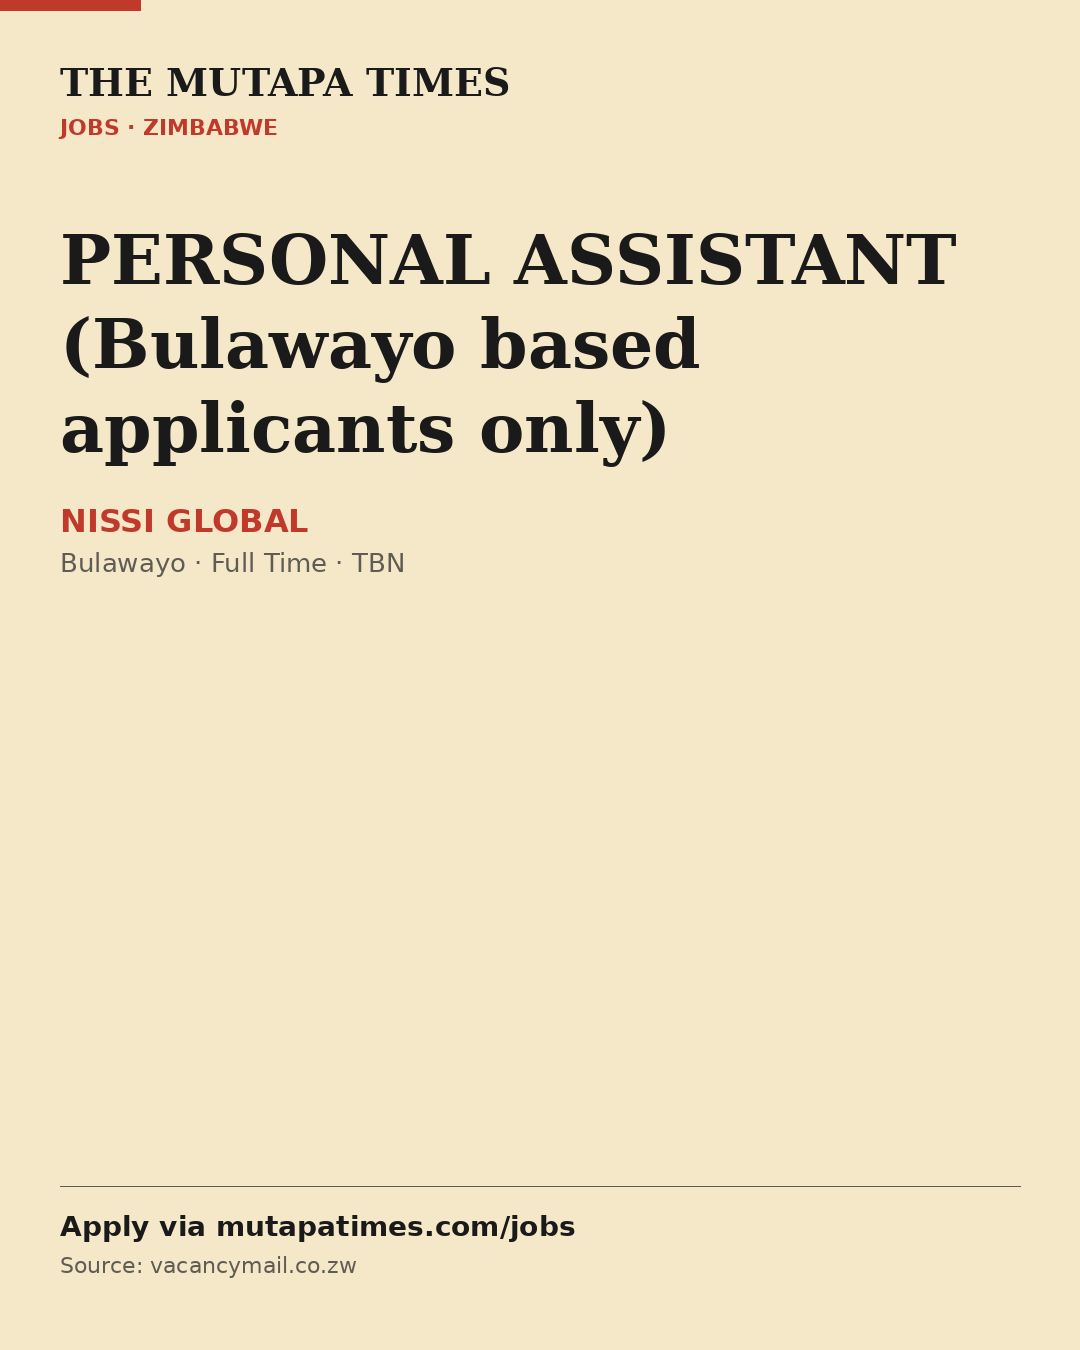 THE MUTAPA TIMES
JOBS · ZIMBABWE
PERSONAL ASSISTANT
(Bulawayo based
applicants only)
NISSI GLOBAL
Bulawayo · Full Time · TBN
Apply via mutapatimes.com/jobs
Source: vacancymail.co.zw